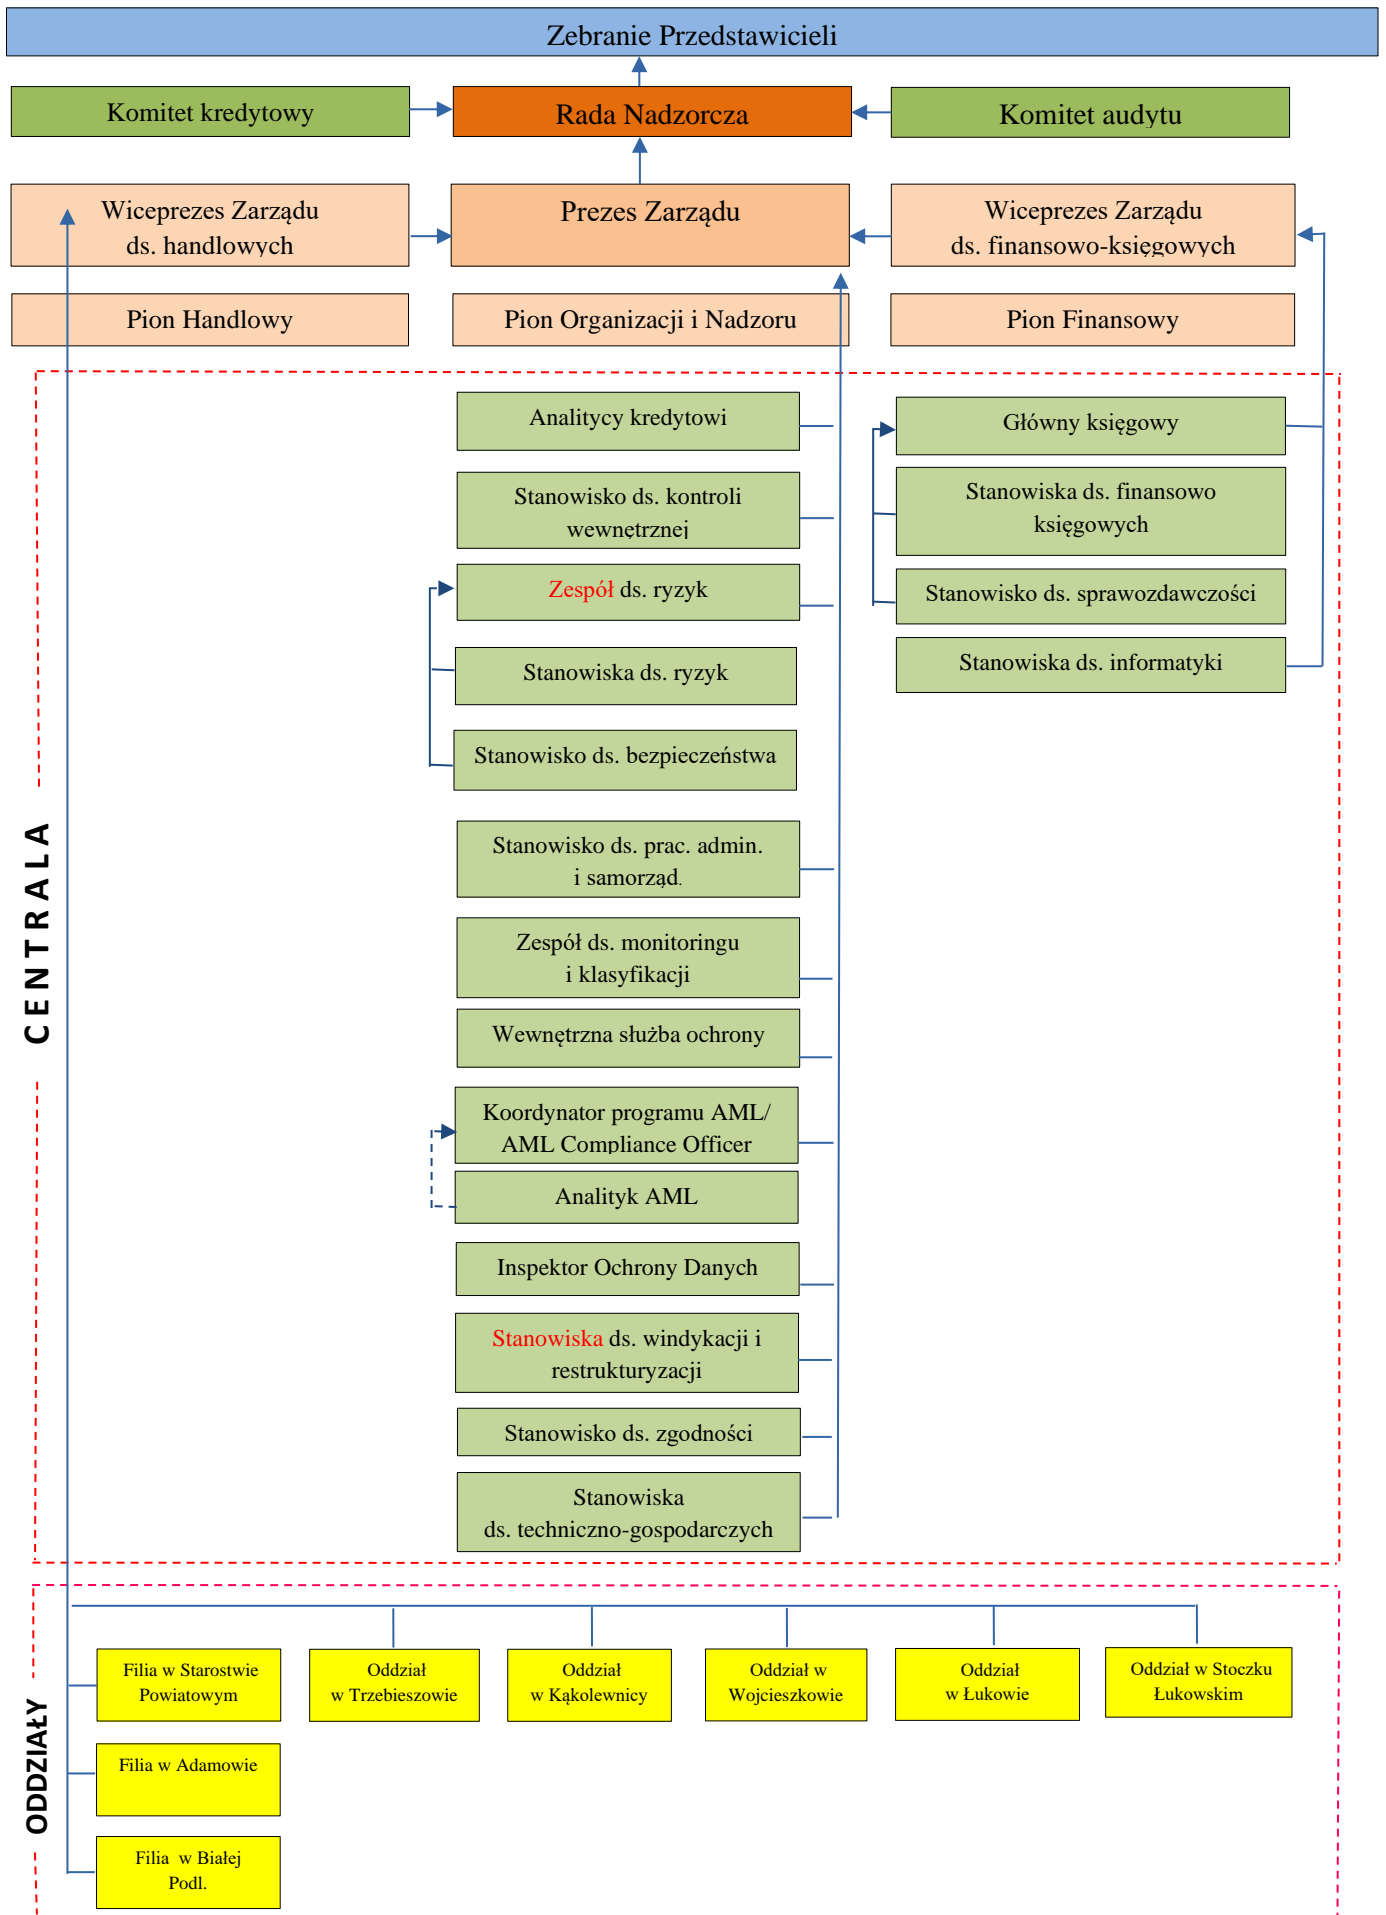 Zebranie Przedstawicieli
Komitet kredytowy
Rada Nadzorcza
Komitet audytu
Wiceprezes Zarządu
ds. handlowych
Prezes Zarządu
Wiceprezes Zarządu
ds. finansowo-księgowych
Pion Handlowy
Pion Organizacji i Nadzoru
Pion Finansowy
CENTRALA
Analitycy kredytowi
Stanowisko ds. kontroli
wewnętrznej
Zespół ds. ryzyk
Stanowiska ds. ryzyk
Stanowisko ds. bezpieczeństwa
Stanowisko ds. prac. admin.
i samorząd.
Zespół ds. monitoringu
i klasyfikacji
Wewnętrzna służba ochrony
Koordynator programu AML/
AML Compliance Officer
Analityk AML
Inspektor Ochrony Danych
Stanowiska ds. windykacji i
restrukturyzacji
Stanowisko ds. zgodności
Stanowiska
ds. techniczno-gospodarczych
Główny księgowy
Stanowiska ds. finansowo
księgowych
Stanowisko ds. sprawozdawczości
Stanowiska ds. informatyki
ODDZIAŁY
Filia w Starostwie
Powiatowym
Oddział
w Trzebieszowie
Oddział
w Kąkolewnicy
Oddział w
Wojcieszkowie
Oddział
w Łukowie
Oddział w Stoczku
Łukowskim
Filia w Adamowie
Filia w Białej
Podl.